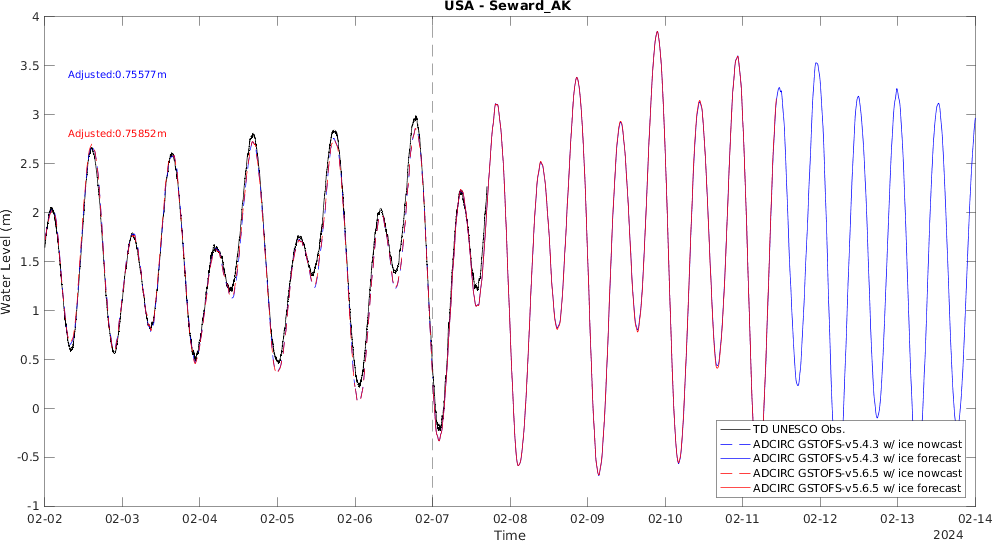 USA - Seward_AK
4
3.5
3
2.5
2
1.5
1
0.5
0
-0.5
-1
Water Level (m)
Adjusted:0.75577m
Adjusted:0.75852m
TD UNESCO Obs.
ADCIRC GSTOFS-v5.4.3 w/ ice nowcast
ADCIRC GSTOFS-v5.4.3 w/ ice forecast
ADCIRC GSTOFS-v5.6.5 w/ ice nowcast
ADCIRC GSTOFS-v5.6.5 w/ ice forecast
02-02 02-03 02-04 02-05 02-06 02-07 02-08 02-09 02-10 02-11 02-12 02-13 02-14
Time
2024